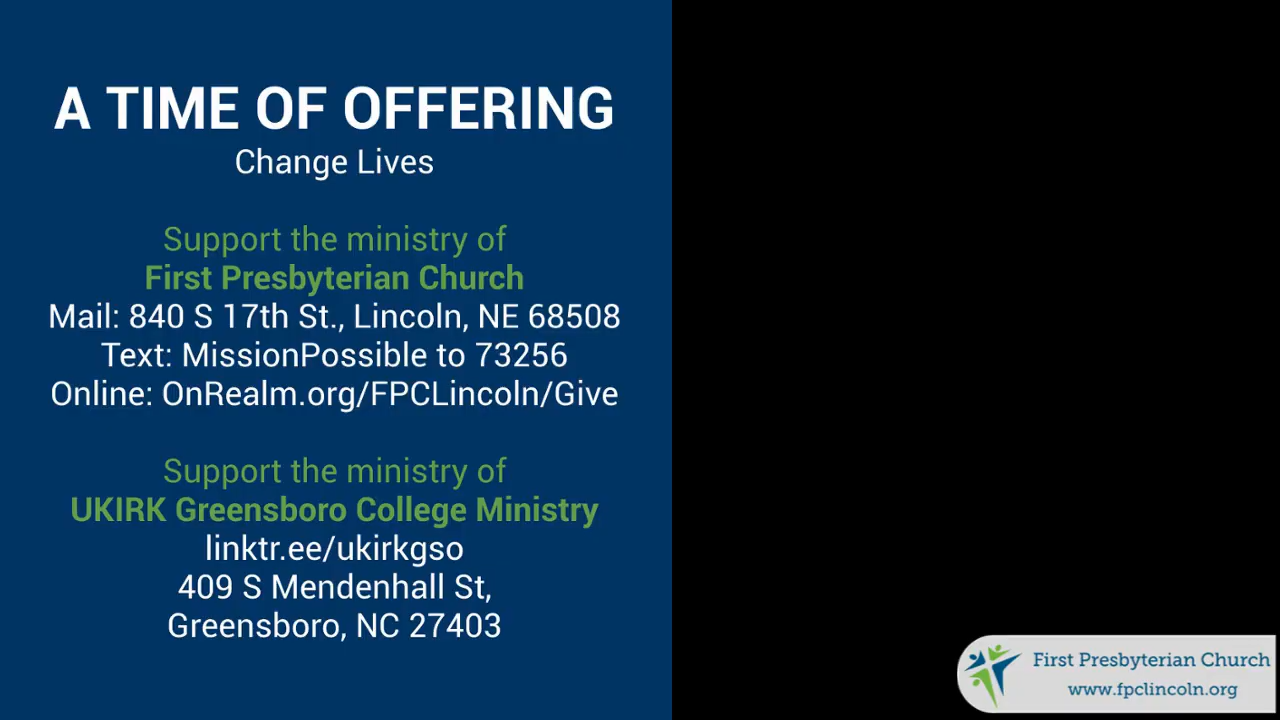 A TIME OF OFFERING
Change Lives
Support the ministry of
First Presbyterian Church
Mail: 840 S 17th St., Lincoln, NE 68508
Text: MissionPossible to 73256
Online: OnRealm.org/FPCLincoln/Give
Support the ministry of
UKIRK Greensboro College Ministry
linktr.ee/ukirkgso
409 S Mendenhall St,
Greensboro, NC 27403
First Presbyterian Church
www.fpclincoln.org